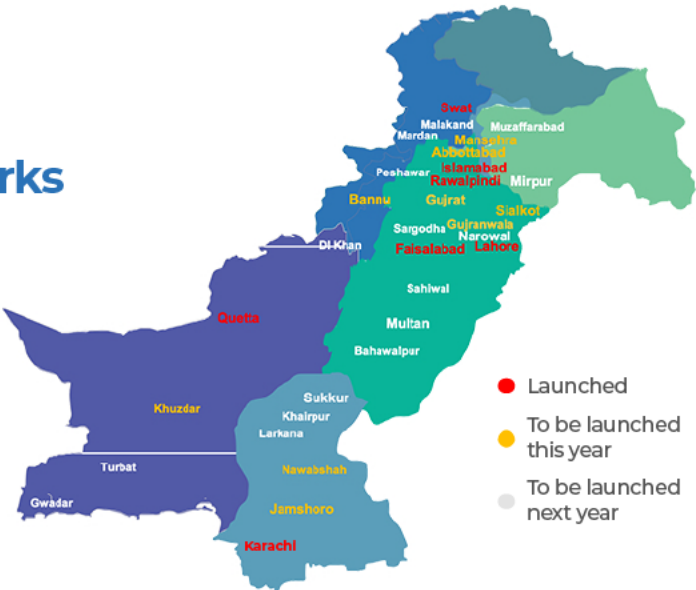 rks
Swat
Malakand
Muzaffarabad
Mardan
Mansehra
Abbottabad
Islamabad
Peshawar
Rawalpindi
Mirpur
Bannu
Gujrat
Sialkot
Sargodha
Gujranwala
Narowal
DI Khan
Faisalabad
Lahore
Sahiwal
Quetta
Multan
Bahawalpur
Launched
Sukkur
Khuzdar
Khairpur
To be launched
this year
Larkana
Turbat
Nawabshah
To be launched
next year
Gwadar
Jamshoro
Karachi